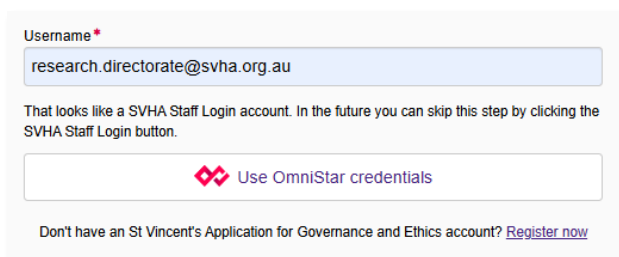 Username*
research.directorate@svha.org.au
That looks like a SVHA Staff Login account. In the future you can skip this step by clicking the
SVHA Staff Login button.
Use OmniStar credentials
Don't have an St Vincent's Application for Governance and Ethics account? Register now